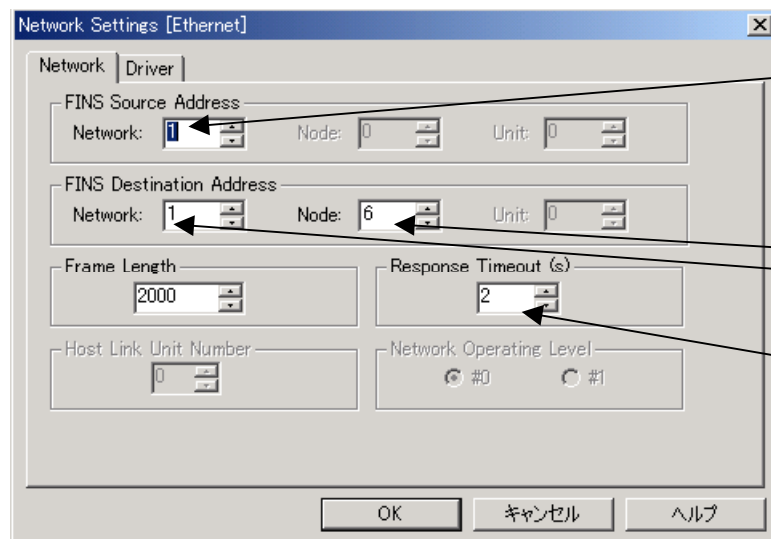 Network Settings [Ethernet]
Network Driver
FINS Source Address
Network: 1 Node: 0 Unit: 0
FINS Destination Address
Network: 1 Node: 6 Unit: 0
Frame Length
2000
Response Timeout (s)
2
Host Link Unit Number
0
Network Operating Level
#0 #1
OK キャンセル ヘルプ